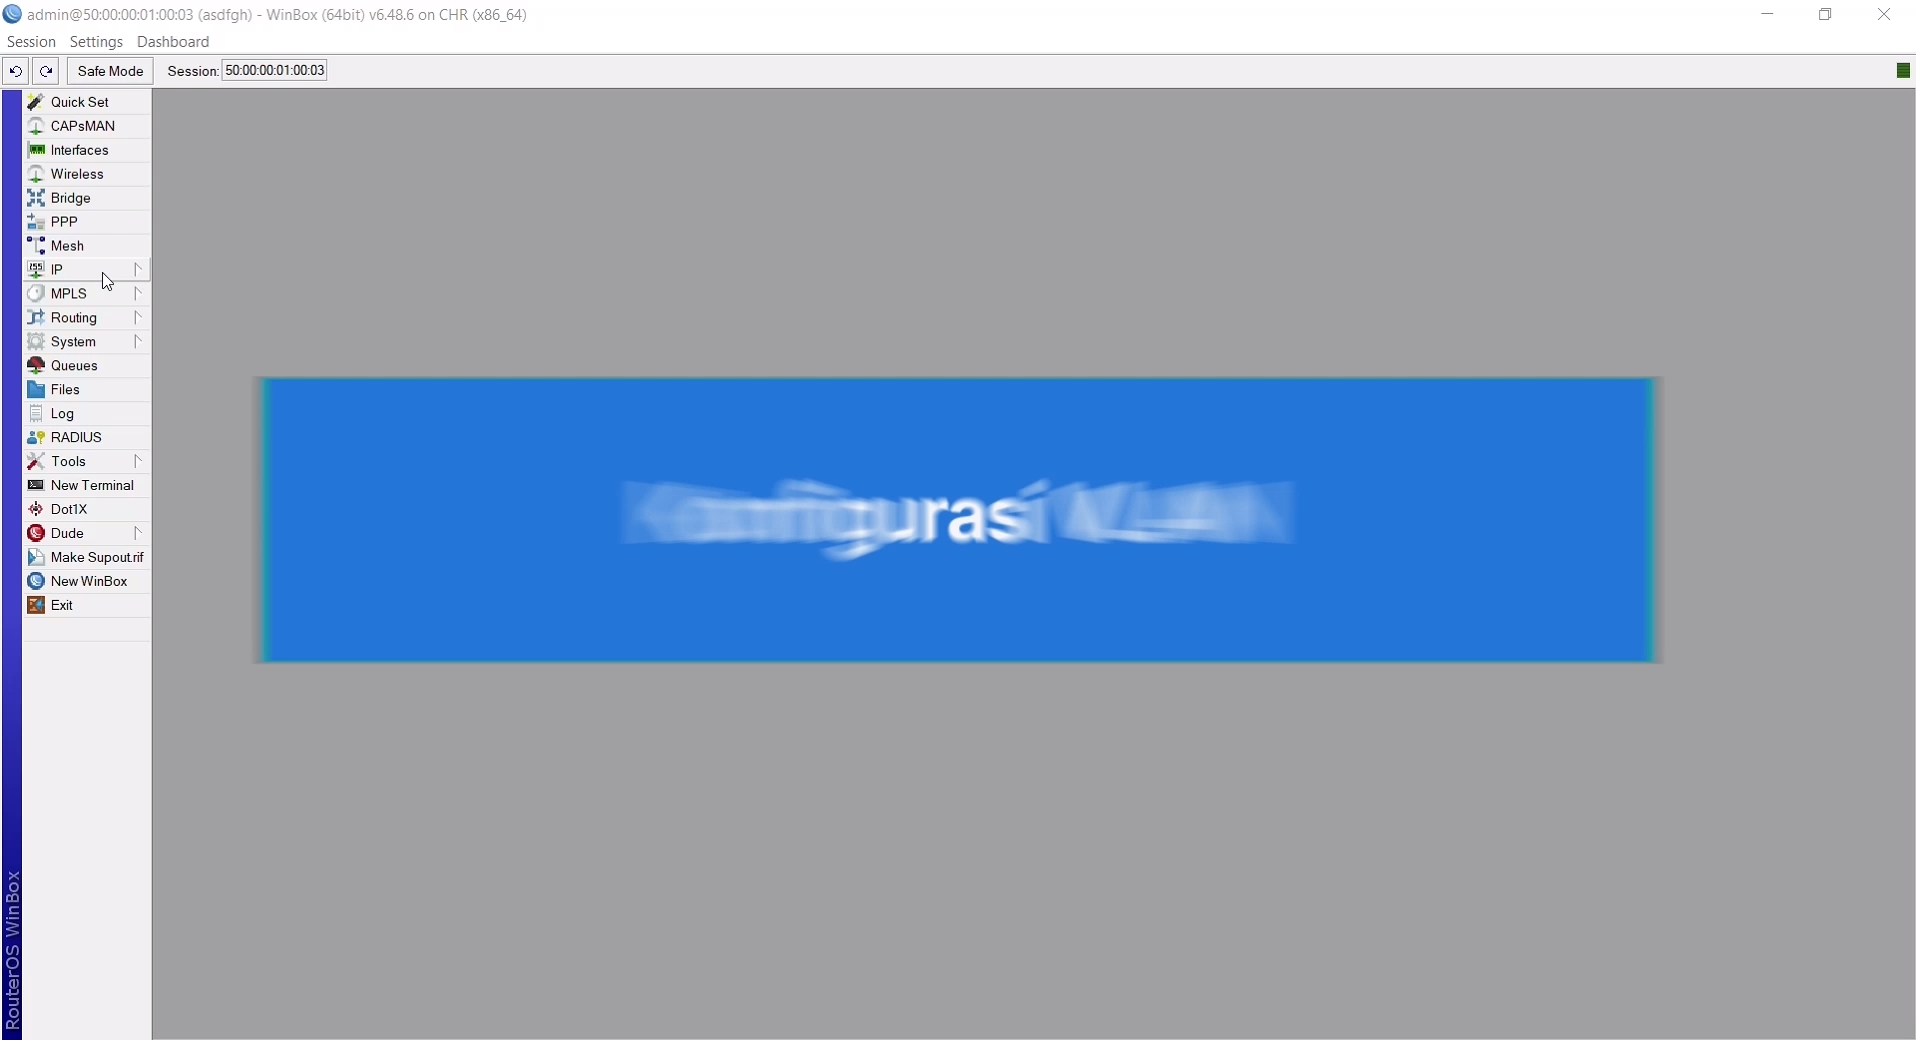 admin@50:00:00:01:00:03 (asdfgh) - WinBox (64bit) v6.48.6 on CHR (x86_64)
Session Settings Dashboard
Safe Mode Session: 50:00:00:01:00:03
Quick Set
CAPsMAN
Interfaces
Wireless
Bridge
PPP
Mesh
IP
MPLS
Routing
System
Queues
Files
Log
RADIUS
Tools
New Terminal
Dot1X
Dude
Make Supout.rif
New WinBox
Exit
RouterOS WinBox
Konfigurasi